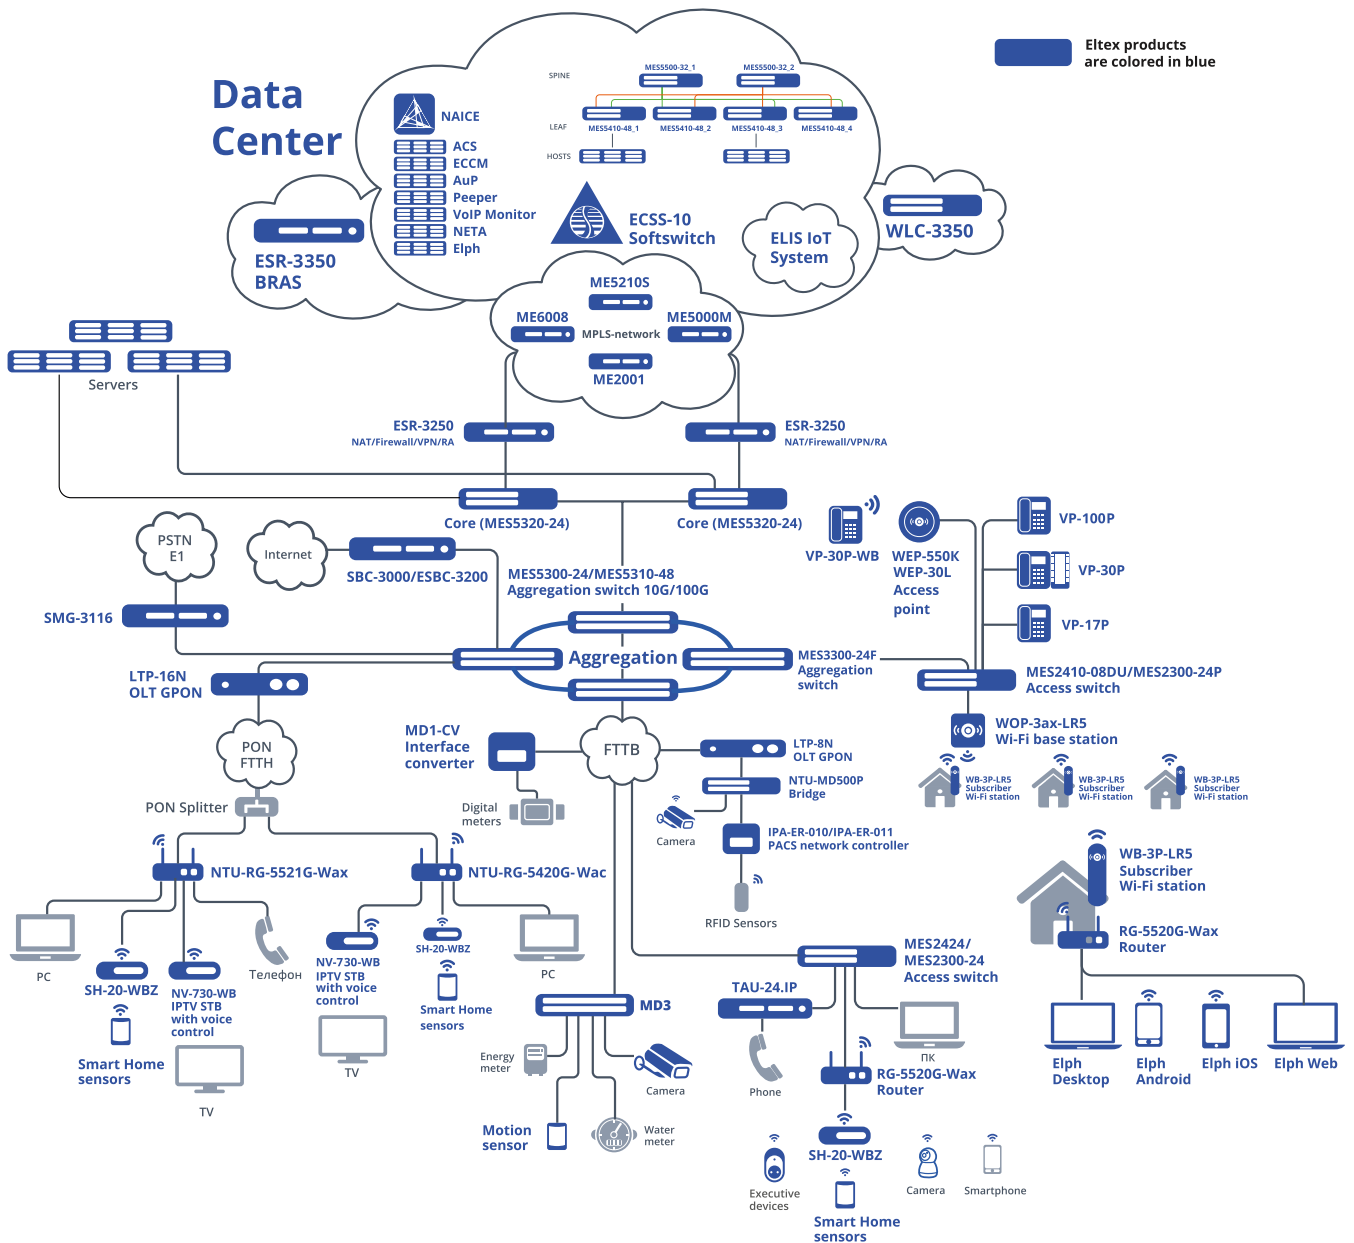 Eltex products
are colored in blue
Data
Center
NAICE
ACS
ECCM
AuP
Peeper
VoIP Monitor
NETA
Elph
SPINE
MES5500-32_1
MES5500-32_2
LEAF
MES5410-48_1
MES5410-48_2
MES5410-48_3
MES5410-48_4
HOSTS
ECSS-10
Softswitch
ELIS IoT
System
WLC-3350
ESR-3350
BRAS
ME5210S
ME6008
MPLS-network
ME5000M
ME2001
Servers
ESR-3250
NAT/Firewall/VPN/RA
ESR-3250
NAT/Firewall/VPN/RA
Core (MES5320-24)
Core (MES5320-24)
PSTN
E1
Internet
SBC-3000/ESBC-3200
SMG-3116
MES5300-24/MES5310-48
Aggregation switch 10G/100G
Aggregation
MES3300-24F
Aggregation
switch
VP-30P-WB
WEP-550K
WEP-30L
Access
point
VP-100P
VP-30P
VP-17P
MES2410-08DU/MES2300-24P
Access switch
WOP-3ax-LR5
Wi-Fi base station
WB-3P-LR5
Subscriber
Wi-Fi station
WB-3P-LR5
Subscriber
Wi-Fi station
WB-3P-LR5
Subscriber
Wi-Fi station
LTP-16N
OLT GPON
PON
FTTH
PON Splitter
MD1-CV
Interface
converter
Digital
meters
FTTB
LTP-8N
OLT GPON
NTU-MD500P
Bridge
Camera
IPA-ER-010/IPA-ER-011
PACS network controller
RFID Sensors
NTU-RG-5521G-Wax
NTU-RG-5420G-Wac
PC
SH-20-WBZ
Smart Home
sensors
NV-730-WB
IPTV STB
with voice
control
TV
Телефон
NV-730-WB
IPTV STB
with voice
control
TV
SH-20-WBZ
Smart Home
sensors
PC
MD3
Energy
meter
Camera
Motion
sensor
Water
meter
MES2424/
MES2300-24
Access switch
TAU-24.IP
Phone
ПК
RG-5520G-Wax
Router
SH-20-WBZ
Executive
devices
Smart Home
sensors
Camera
Smartphone
WB-3P-LR5
Subscriber
Wi-Fi station
RG-5520G-Wax
Router
Elph
Desktop
Elph
Android
Elph iOS
Elph Web